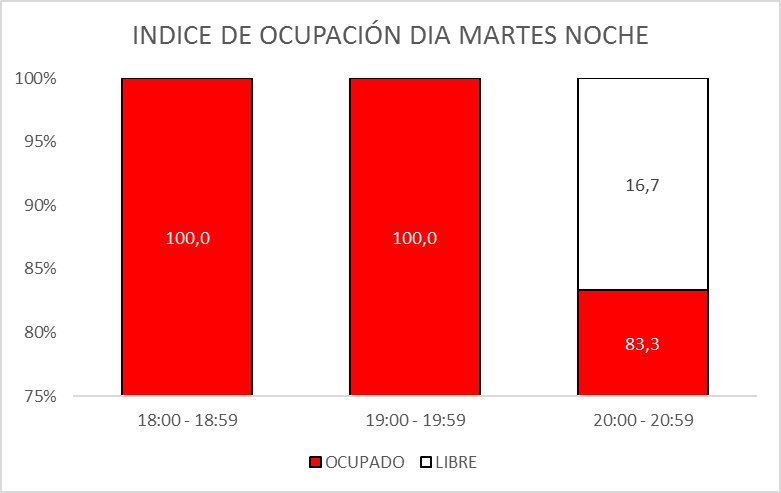 INDICE DE OCUPACIÓN DIA MARTES NOCHE
100%
95%
90%
85%
80%
75%
100,0
100,0
16,7
83,3
18:00 - 18:59
19:00 - 19:59
20:00 - 20:59
OCUPADO
LIBRE